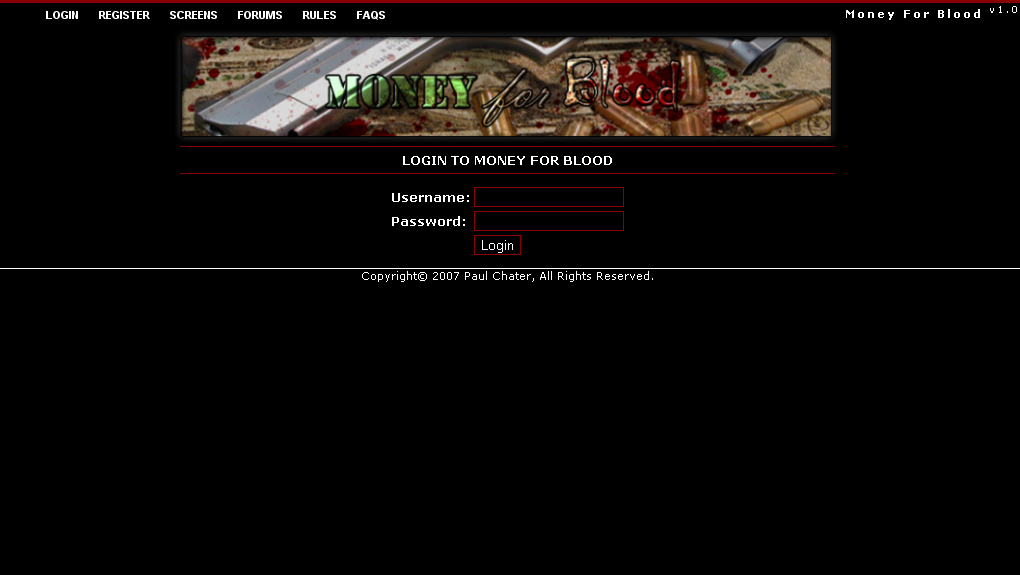 LOGIN REGISTER SCREENS FORUMS RULES FAQS
Money For Blood v1.0
MONEY for Blood
LOGIN TO MONEY FOR BLOOD
Username:
Password:
Login
Copyright© 2007 Paul Chater, All Rights Reserved.